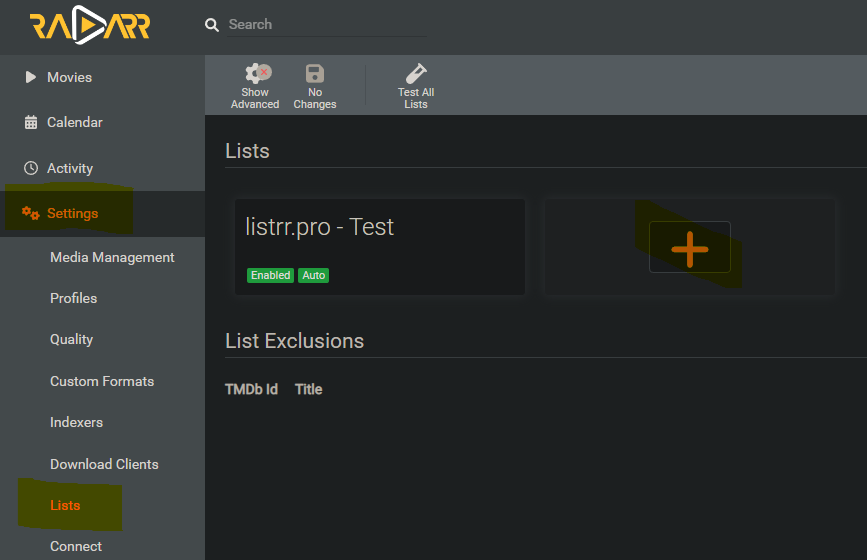 RADARR
Search
Movies
Calendar
Activity
Settings
Media Management
Profiles
Quality
Custom Formats
Indexers
Download Clients
Lists
Connect
Show
Advanced
No
Changes
Test All
Lists
Lists
listrr.pro - Test
Enabled Auto
List Exclusions
TMDb Id Title